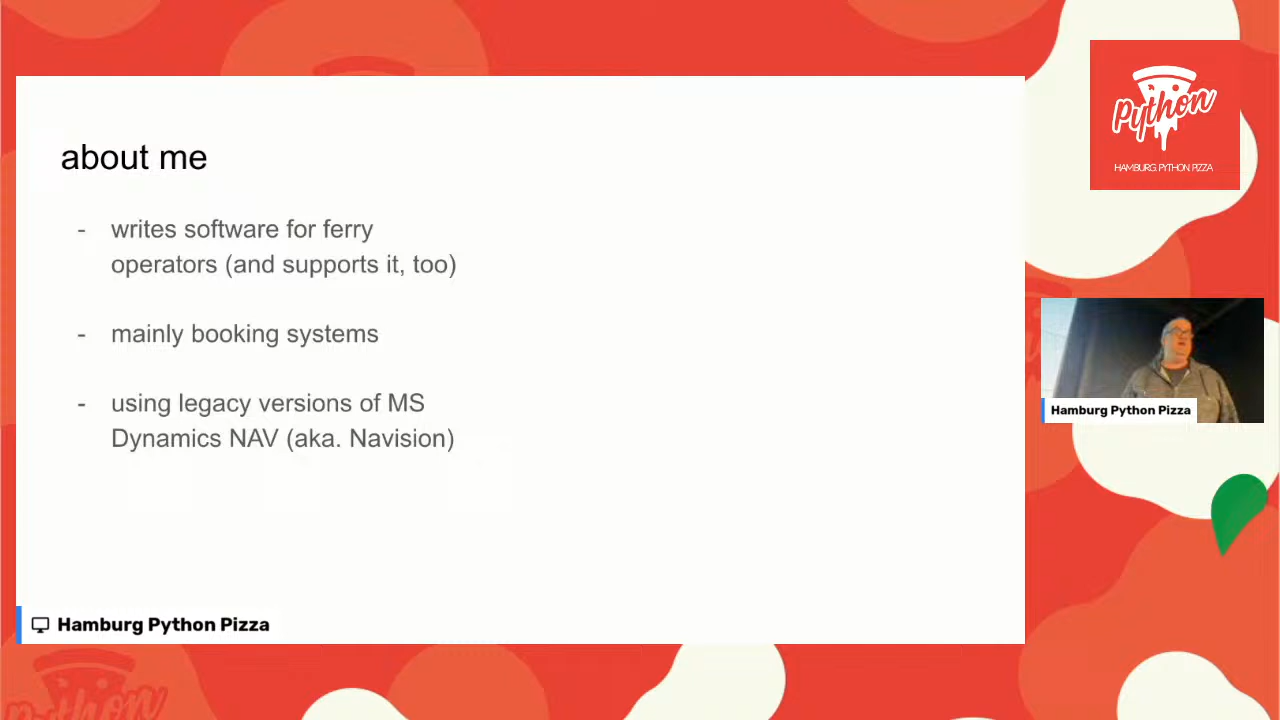 about me
- writes software for ferry
operators (and supports it, too)
- mainly booking systems
- using legacy versions of MS
Dynamics NAV (aka. Navision)
Hamburg Python Pizza
Python
HAMBURG PYTHON PIZZA
Hamburg Python Pizza
Python